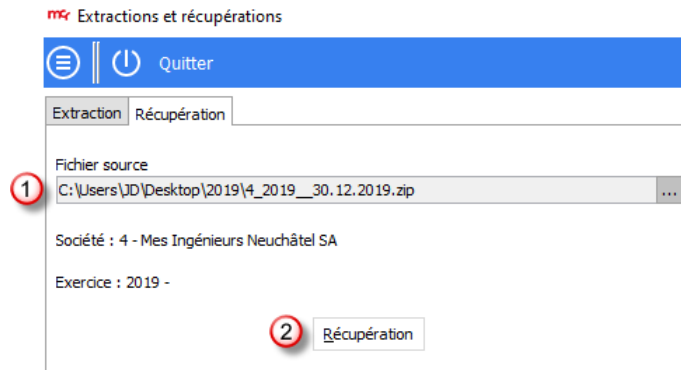 mcr Extractions et récupérations
Quitter
Extraction Récupération
Fichier source
1 C:\Users\JD\Desktop\2019\4_2019__30.12.2019.zip ...
Société : 4 - Mes Ingénieurs Neuchâtel SA
Exercice : 2019 -
2 Récupération